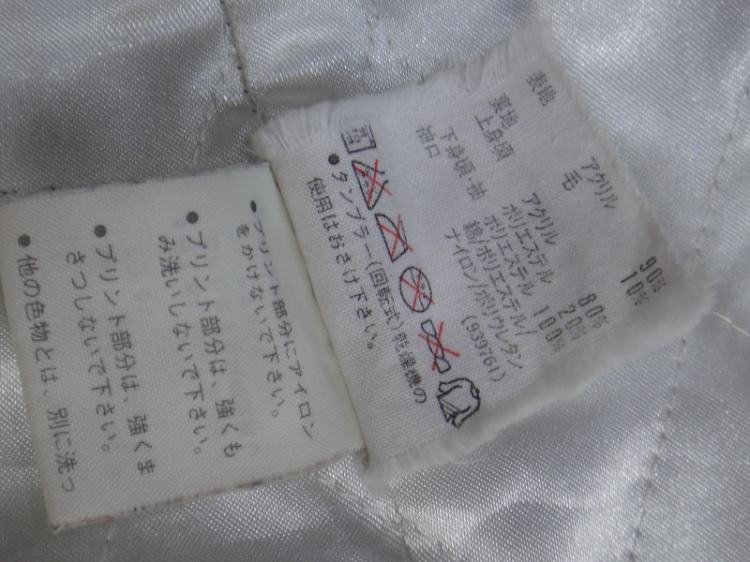 表地 アクリル 90%
毛 10%
裏地
上身頃 アクリル 80%
ポリエステル 20%
下身頃・袖 ポリエステル 100%
袖口 綿/ポリエステル/
ナイロン/ポリウレタン
(939761)
●タンブラー(回転式)乾燥機の
使用はおさけ下さい。
●プリント部分にアイロン
をかけないで下さい。
●プリント部分は、強くも
み洗いしないで下さい。
●プリント部分は、強くま
さつしないで下さい。
●他の色物とは、別に洗っ